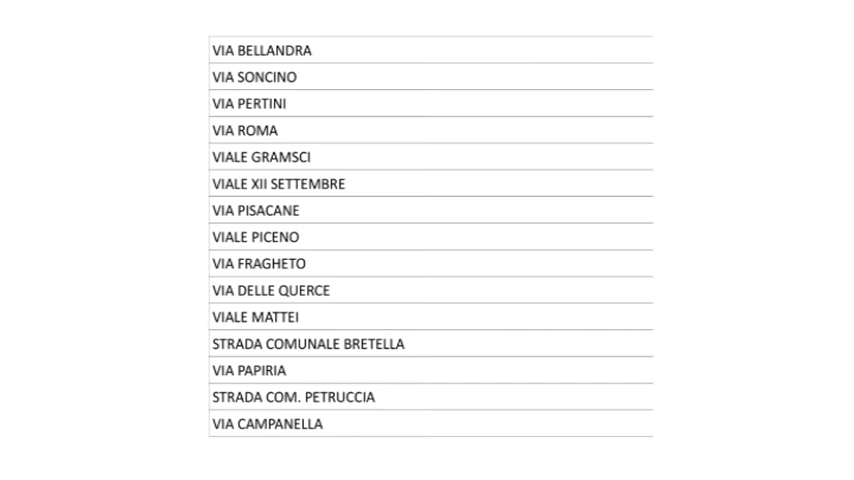 VIA BELLANDRA
VIA SONCINO
VIA PERTINI
VIA ROMA
VIALE GRAMSCI
VIALE XII SETTEMBRE
VIA PISACANE
VIALE PICENO
VIA FRAGHETO
VIA DELLE QUERCE
VIALE MATTEI
STRADA COMUNALE BRETELLA
VIA PAPIRIA
STRADA COM. PETRUCCIA
VIA CAMPANELLA